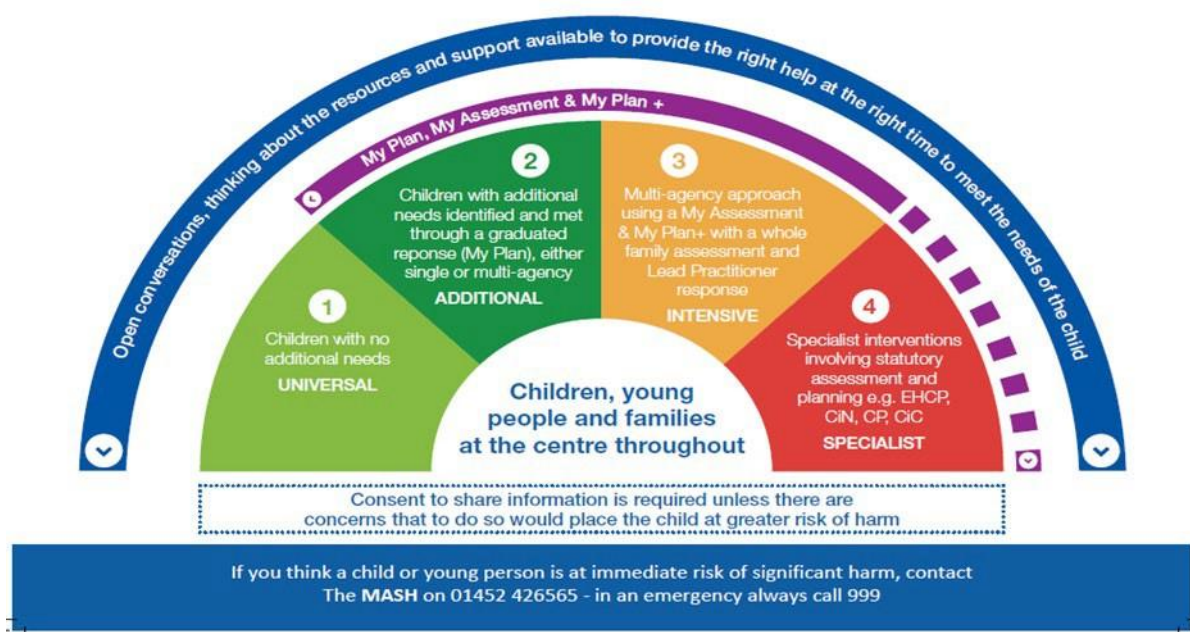 Open conversations, thinking about the resources and support available to provide the right help at the right time to meet the needs of the child
My Plan, My Assessment & My Plan +
1
Children with no
additional needs
UNIVERSAL
2
Children with additional
needs identified and met
through a graduated
reponse (My Plan), either
single or multi-agency
ADDITIONAL
3
Multi-agency approach
using a My Assessment
& My Plan+ with a whole
family assessment and
Lead Practitioner
response
INTENSIVE
4
Specialist interventions
involving statutory
assessment and
planning e.g. EHCP,
CiN, CP, CiC
SPECIALIST
Children, young
people and families
at the centre throughout
Consent to share information is required unless there are
concerns that to do so would place the child at greater risk of harm
If you think a child or young person is at immediate risk of significant harm, contact
The MASH on 01452 426565 - in an emergency always call 999